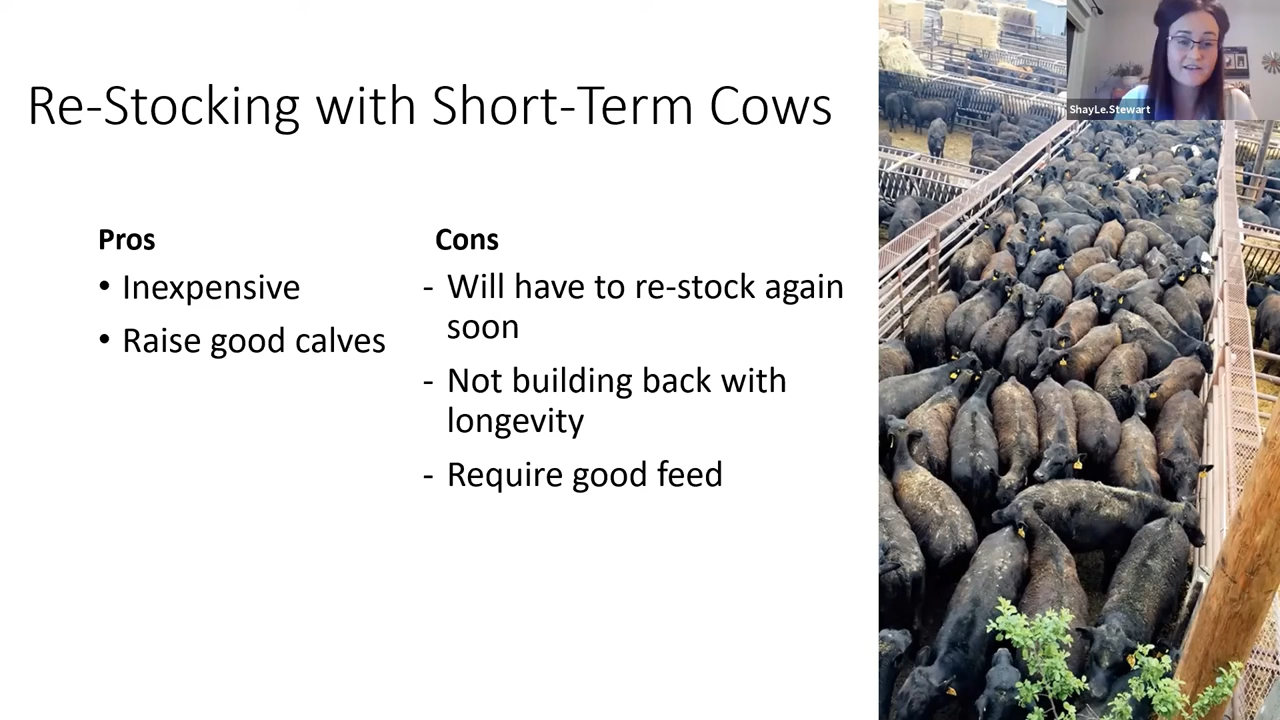 Re-Stocking with Short-Term Cows
ShayLe.Stewart
Pros
• Inexpensive
• Raise good calves
Cons
- Will have to re-stock again
soon
- Not building back with
longevity
- Require good feed